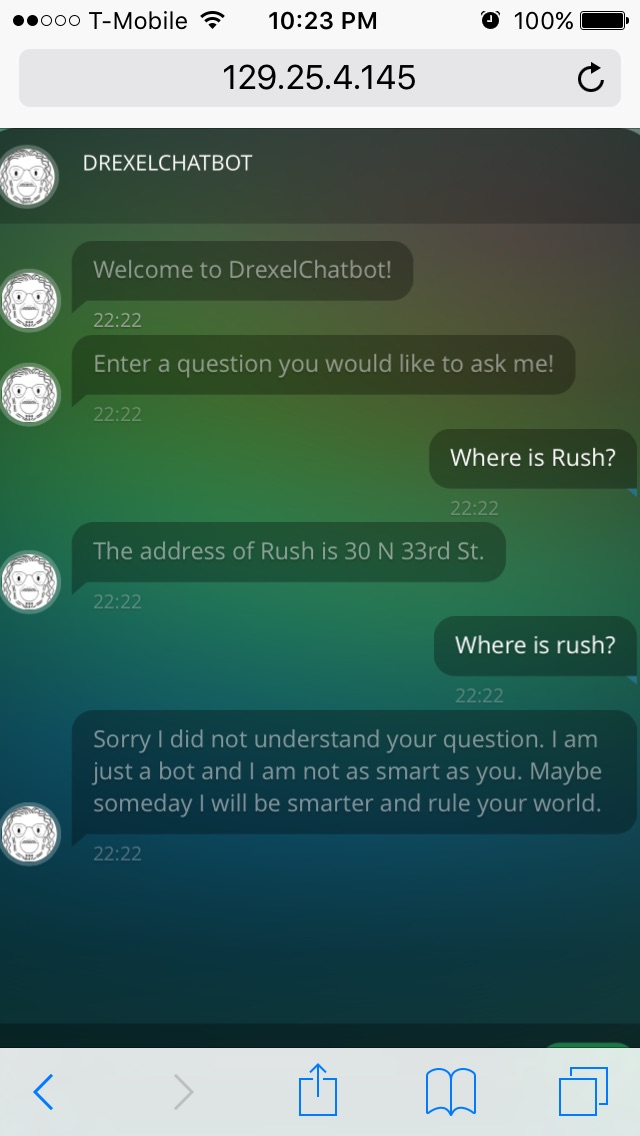 T-Mobile 10:23 PM 100%
129.25.4.145
DREXELCHATBOT
Welcome to DrexelChatbot!
22:22
Enter a question you would like to ask me!
22:22
Where is Rush?
22:22
The address of Rush is 30 N 33rd St.
22:22
Where is rush?
22:22
Sorry I did not understand your question. I am
just a bot and I am not as smart as you. Maybe
someday I will be smarter and rule your world.
22:22